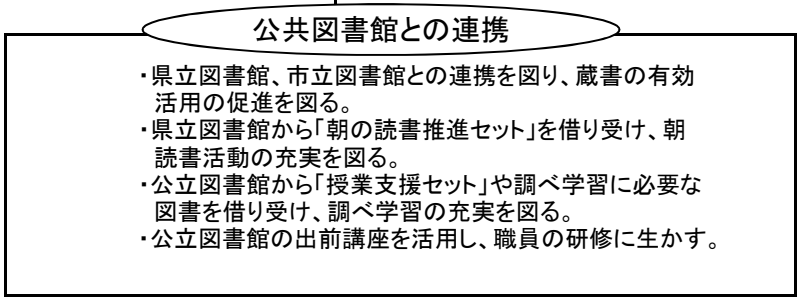 公共図書館との連携
・県立図書館、市立図書館との連携を図り、蔵書の有効
活用の促進を図る。
・県立図書館から「朝の読書推進セット」を借り受け、朝
読書活動の充実を図る。
・公立図書館から「授業支援セット」や調べ学習に必要な
図書を借り受け、調べ学習の充実を図る。
・公立図書館の出前講座を活用し、職員の研修に生かす。